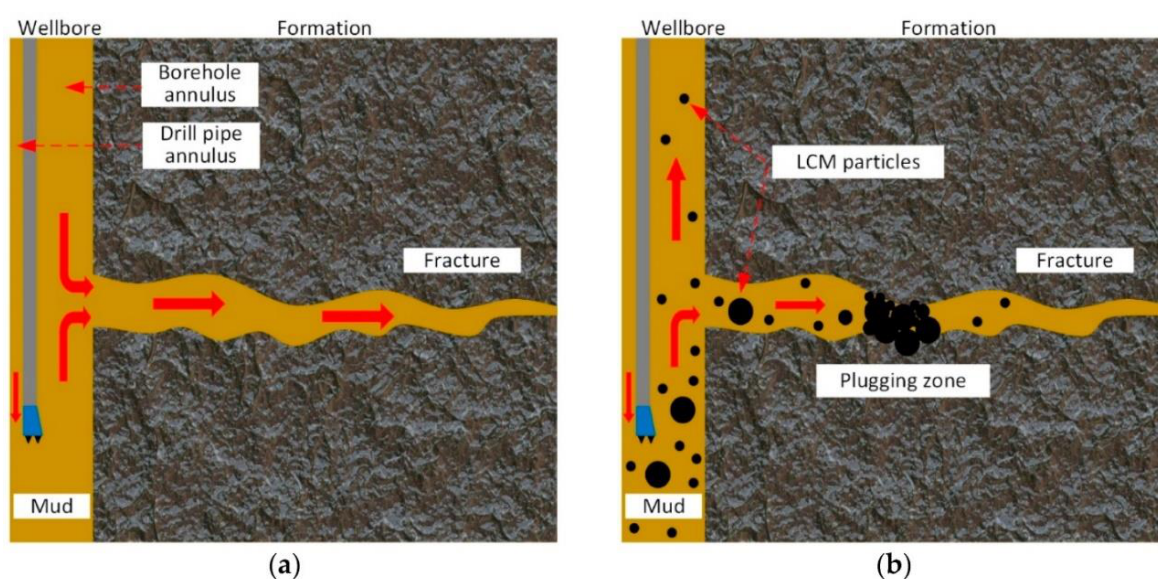 Wellbore
Formation
Borehole
annulus
Drill pipe
annulus
Fracture
Mud
(a)
Wellbore
Formation
LCM particles
Fracture
Plugging zone
Mud
(b)